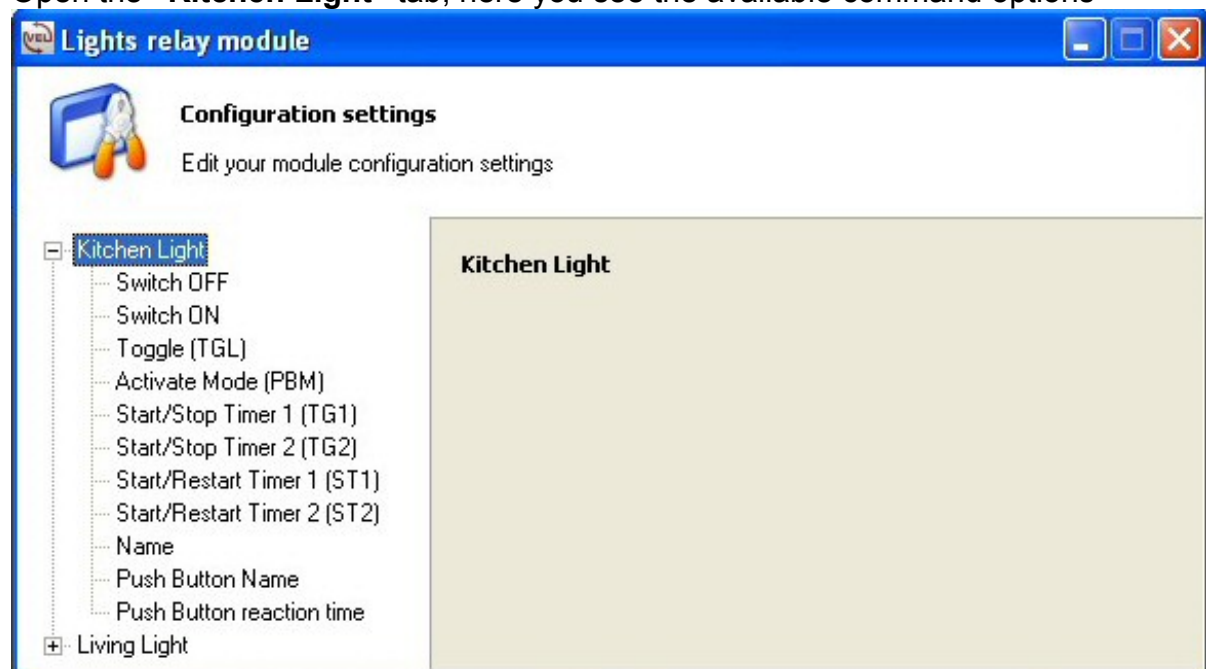 Open the "Kitchen Light" tab, here you see the available command options
VEL Lights relay module
Configuration settings
Edit your module configuration settings
Kitchen Light
Switch OFF
Switch ON
Toggle (TGL)
Activate Mode (PBM)
Start/Stop Timer 1 (TG1)
Start/Stop Timer 2 (TG2)
Start/Restart Timer 1 (ST1)
Start/Restart Timer 2 (ST2)
Name
Push Button Name
Push Button reaction time
Living Light
Kitchen Light